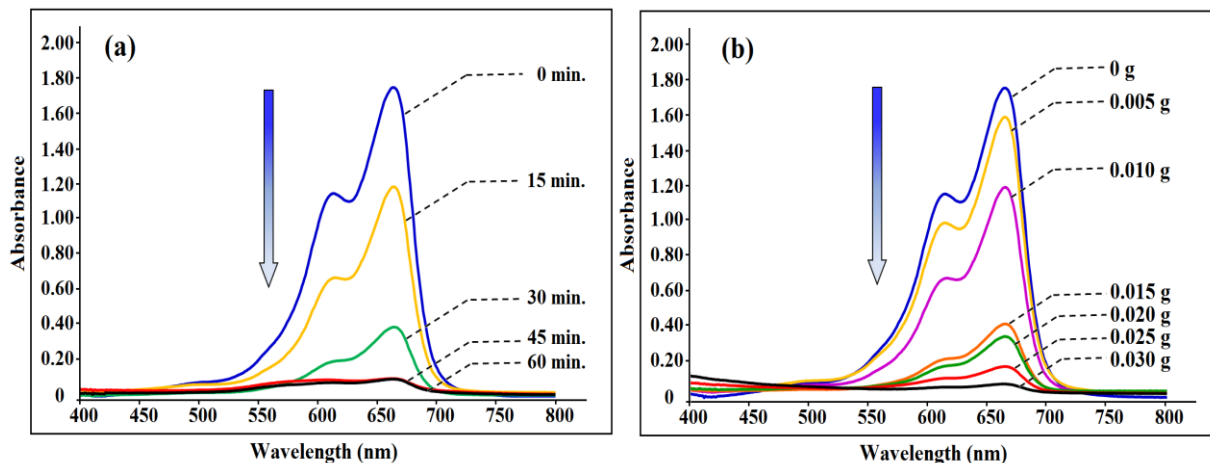 (a)
2.00
1.80
1.60
1.40
1.20
1.00
0.80
0.60
0.40
0.20
0
Absorbance
400 450 500 550 600 650 700 750 800
Wavelength (nm)
0 min.
15 min.
30 min.
45 min.
60 min.
(b)
2.00
1.80
1.60
1.40
1.20
1.00
0.80
0.60
0.40
0.20
0
Absorbance
400 450 500 550 600 650 700 750 800
Wavelength (nm)
0 g
0.005 g
0.010 g
0.015 g
0.020 g
0.025 g
0.030 g